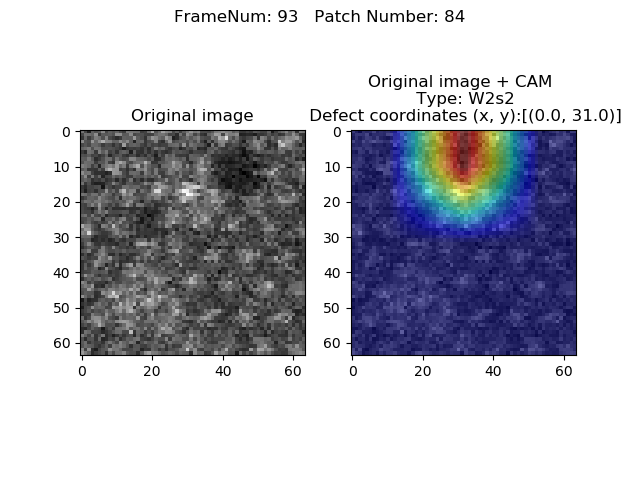 FrameNum: 93   Patch Number: 84
Original image
Original image + CAM
Type: W2s2
Defect coordinates (x, y):[(0.0, 31.0)]
0
10
20
30
40
50
60
0 20 40 60
0
10
20
30
40
50
60
0 20 40 60